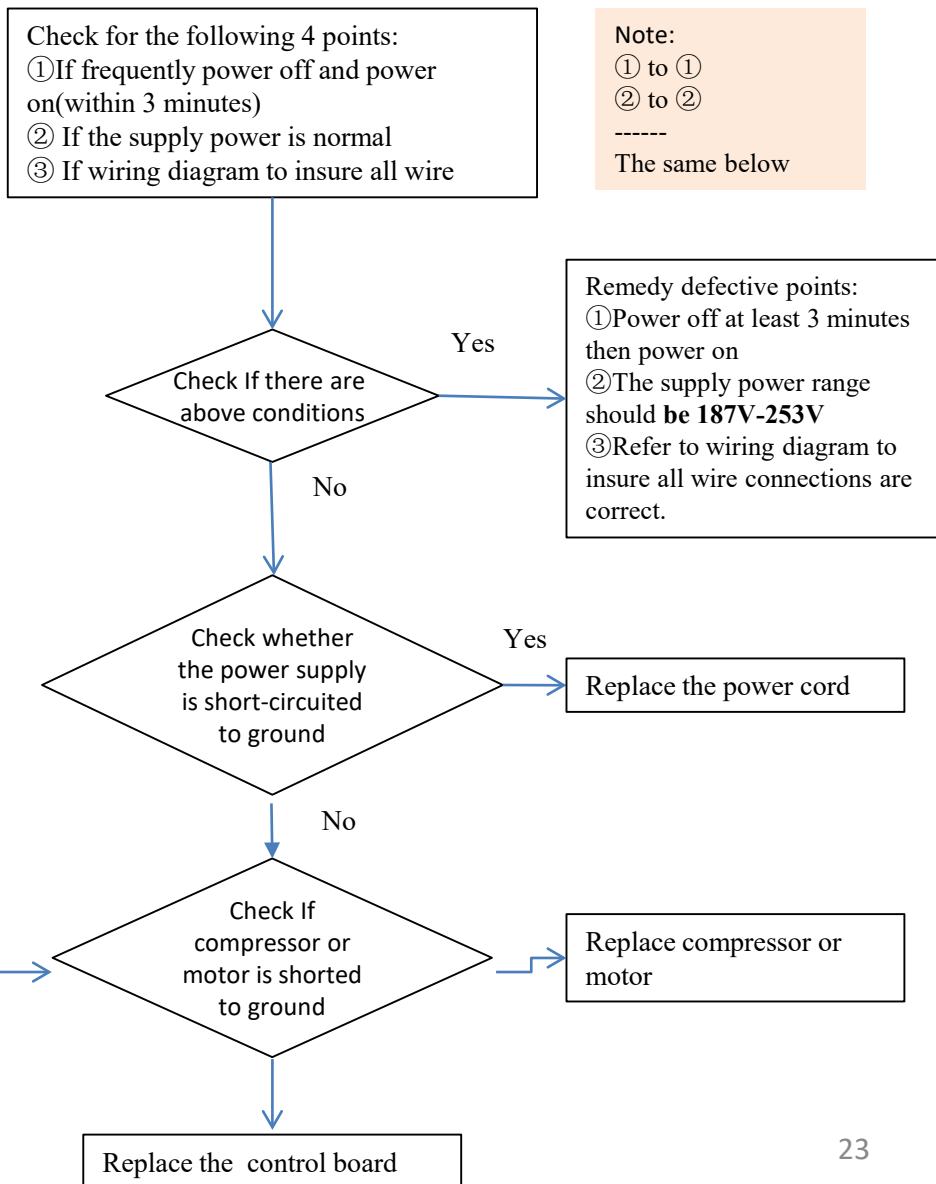 Check for the following 4 points:
①If frequently power off and power
on(within 3 minutes)
② If the supply power is normal
③ If wiring diagram to insure all wire
Note:
① to ①
② to ②
------
The same below
Check If there are
above conditions
Yes
Remedy defective points:
①Power off at least 3 minutes
then power on
②The supply power range
should be 187V-253V
③Refer to wiring diagram to
insure all wire connections are
correct.
No
Check whether
the power supply
is short-circuited
to ground
Yes
Replace the power cord
No
Check If
compressor or
motor is shorted
to ground
Replace compressor or
motor
Replace the  control board
23